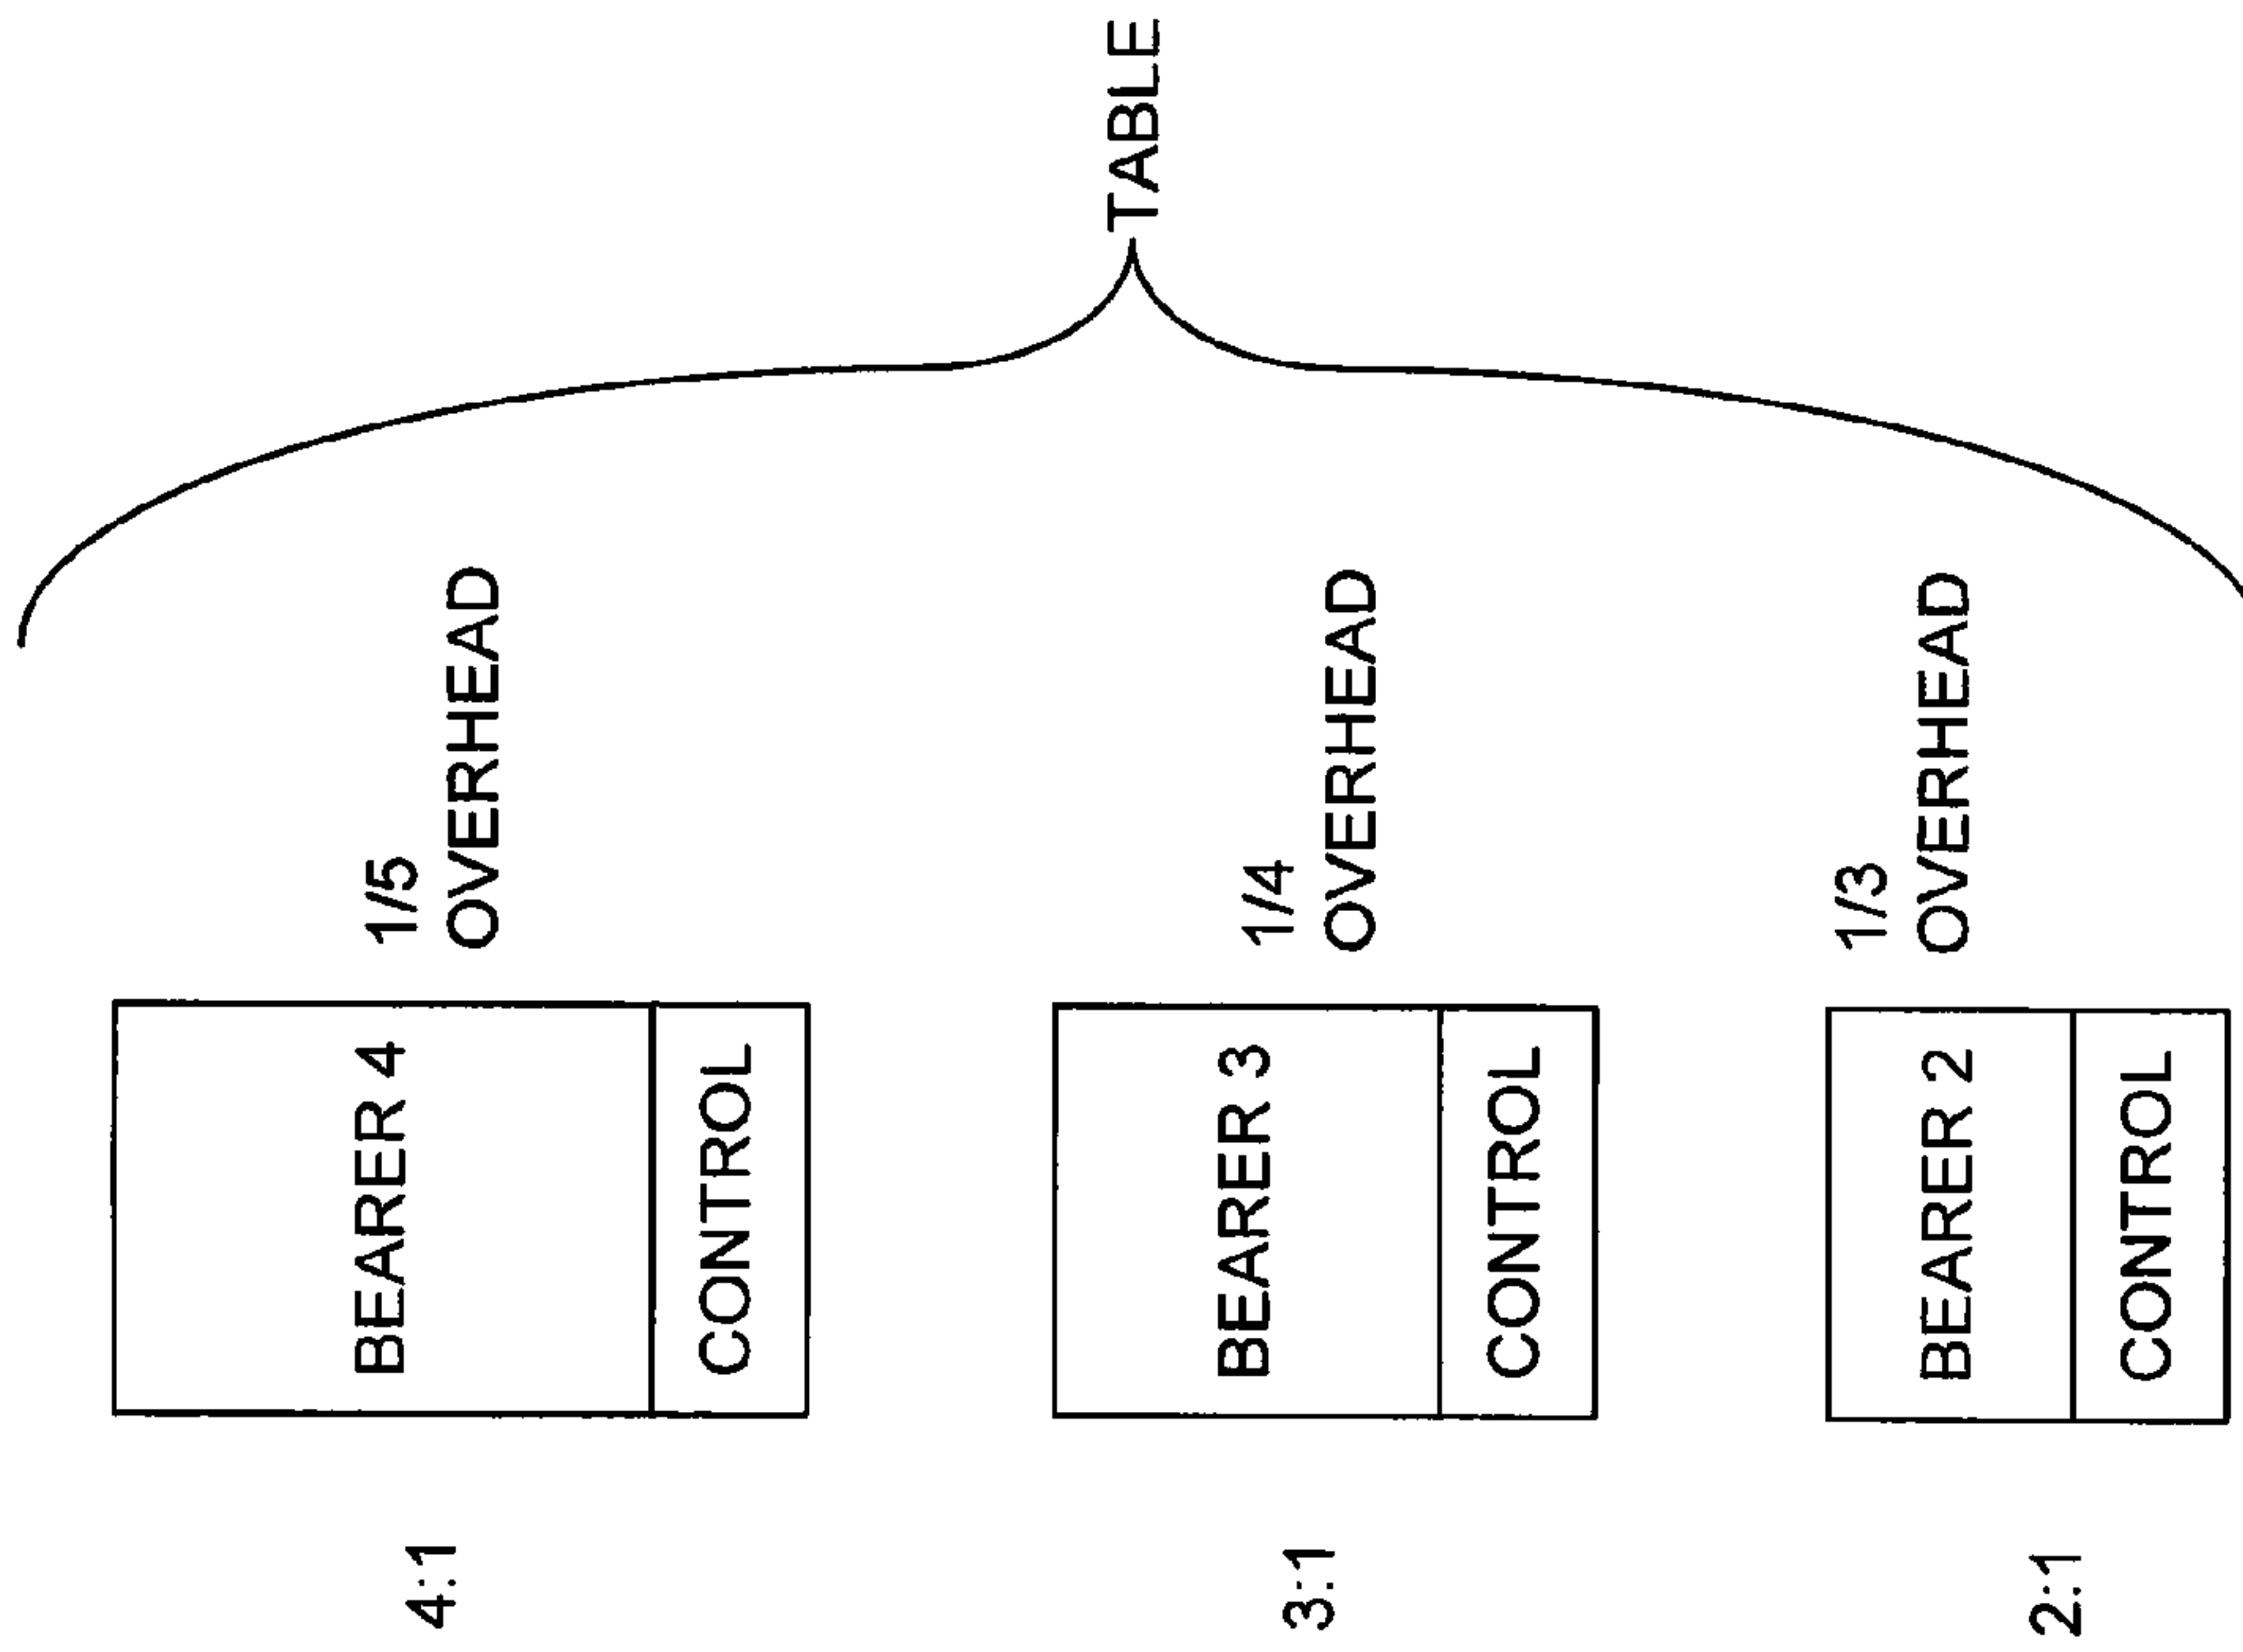 4:1
BEARER 4
CONTROL
1/5
OVERHEAD
3:1
BEARER 3
CONTROL
1/4
OVERHEAD
2:1
BEARER 2
CONTROL
1/3
OVERHEAD
TABLE